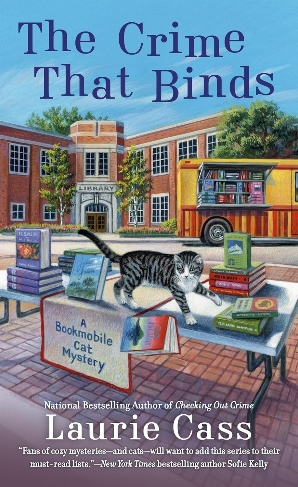 The Crime
That Binds
LIBRARY
A
Bookmobile
Cat
Mystery
National Bestselling Author of Checking Out Crime
Laurie Cass
"Fans of cozy mysteries—and cats—will want to add this series to their
must-read lists."—New York Times bestselling author Sofie Kelly